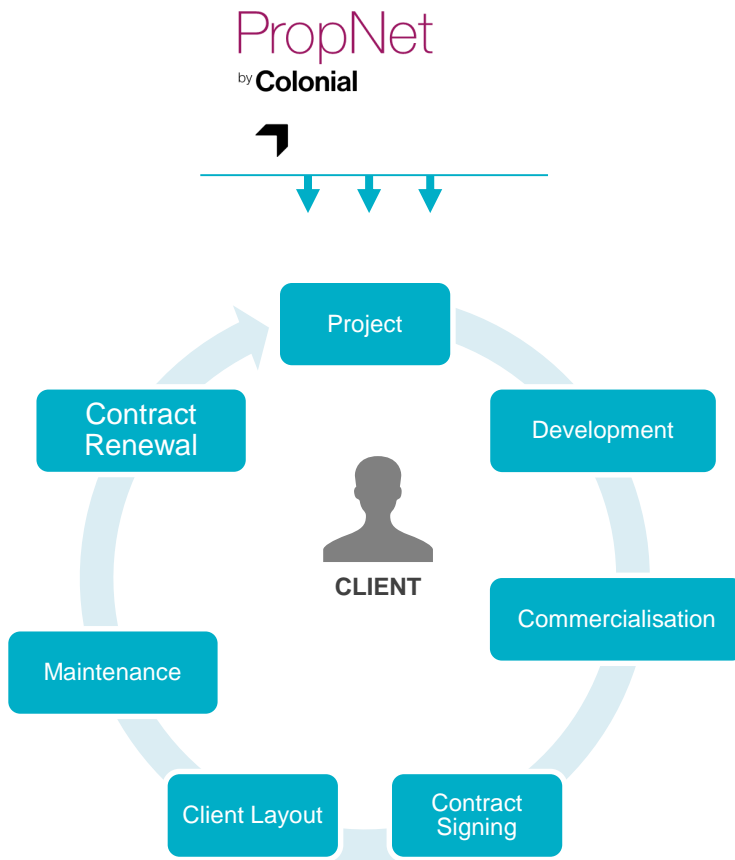 PropNet
by Colonial
Project
Development
Commercialisation
Contract
Signing
Client Layout
Maintenance
Contract
Renewal
CLIENT